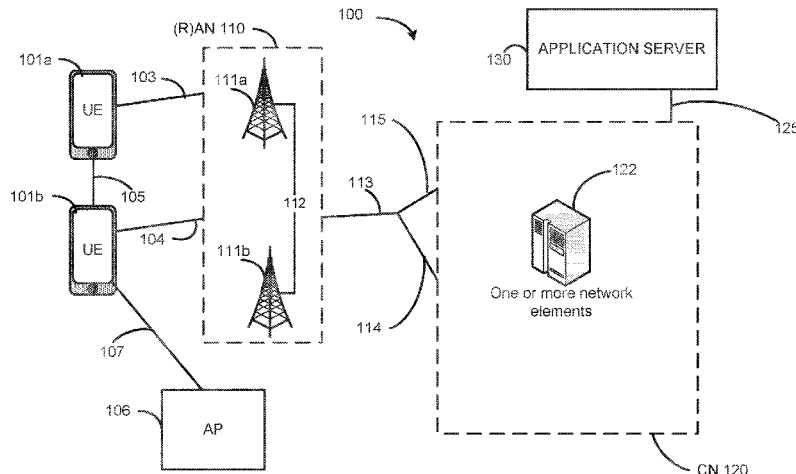 (R)AN 110
100
130
APPLICATION SERVER
101a
103
111a
UE
115
125
105
122
101b
112
113
UE
104
111b
One or more network
elements
114
107
106
AP
CN 120